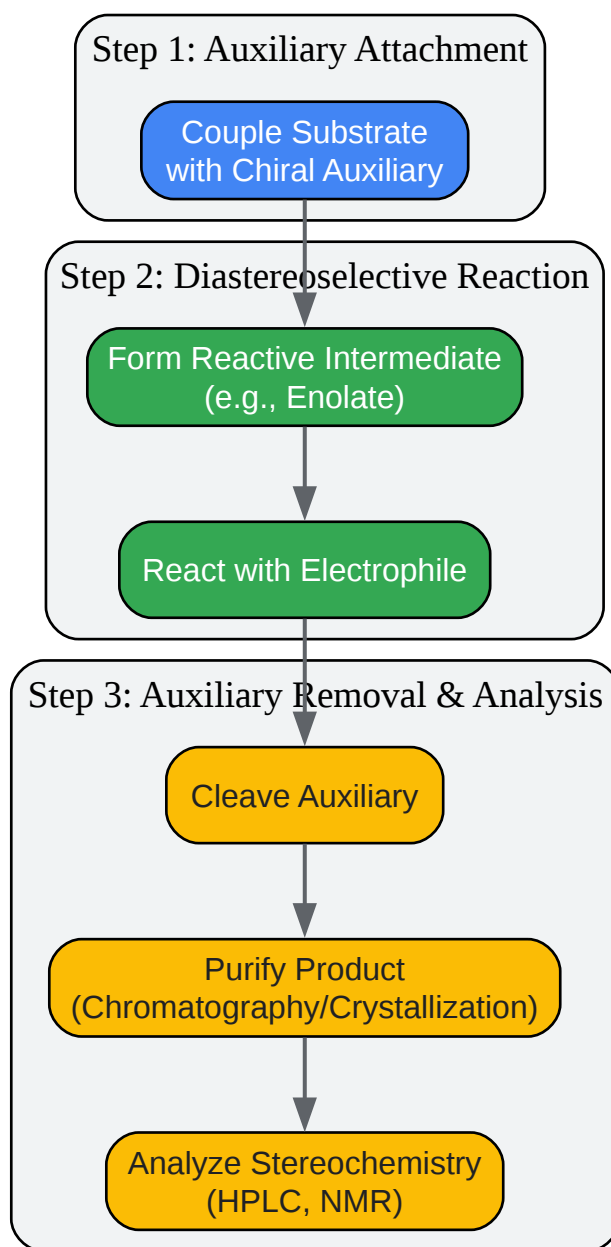 Step 1: Auxiliary Attachment
Couple Substrate
with Chiral Auxiliary
Step 2: Diastereoselective Reaction
Form Reactive Intermediate
(e.g., Enolate)
React with Electrophile
Step 3: Auxiliary Removal & Analysis
Cleave Auxiliary
Purify Product
(Chromatography/Crystallization)
Analyze Stereochemistry
(HPLC, NMR)